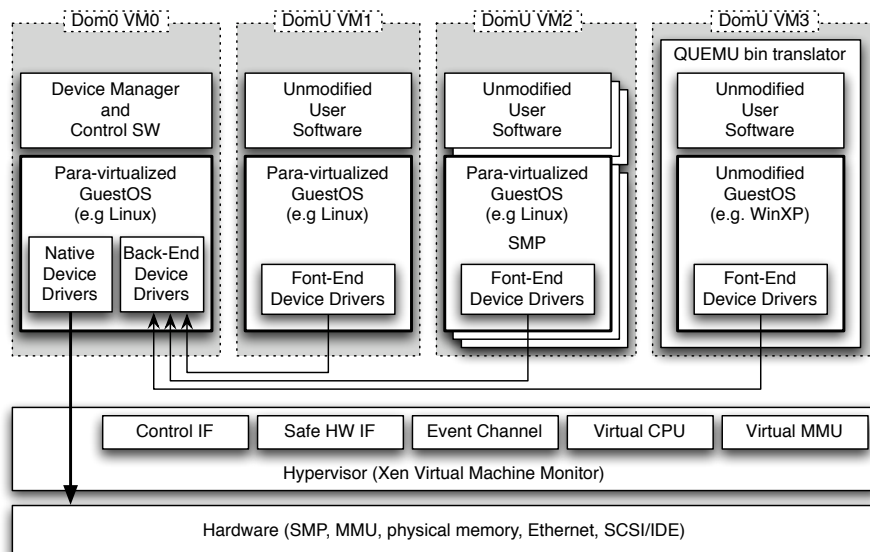 Dom0 VM0
Device Manager
and
Control SW
Para-virtualized
GuestOS
(e.g Linux)
Native
Device
Drivers
Back-End
Device
Drivers
DomU VM1
Unmodified
User
Software
Para-virtualized
GuestOS
(e.g Linux)
Font-End
Device Drivers
DomU VM2
Unmodified
User
Software
Para-virtualized
GuestOS
(e.g Linux)
SMP
Font-End
Device Drivers
DomU VM3
QUEMU bin translator
Unmodified
User
Software
Unmodified
GuestOS
(e.g. WinXP)
Font-End
Device Drivers
Control IF
Safe HW IF
Event Channel
Virtual CPU
Virtual MMU
Hypervisor (Xen Virtual Machine Monitor)
Hardware (SMP, MMU, physical memory, Ethernet, SCSI/IDE)